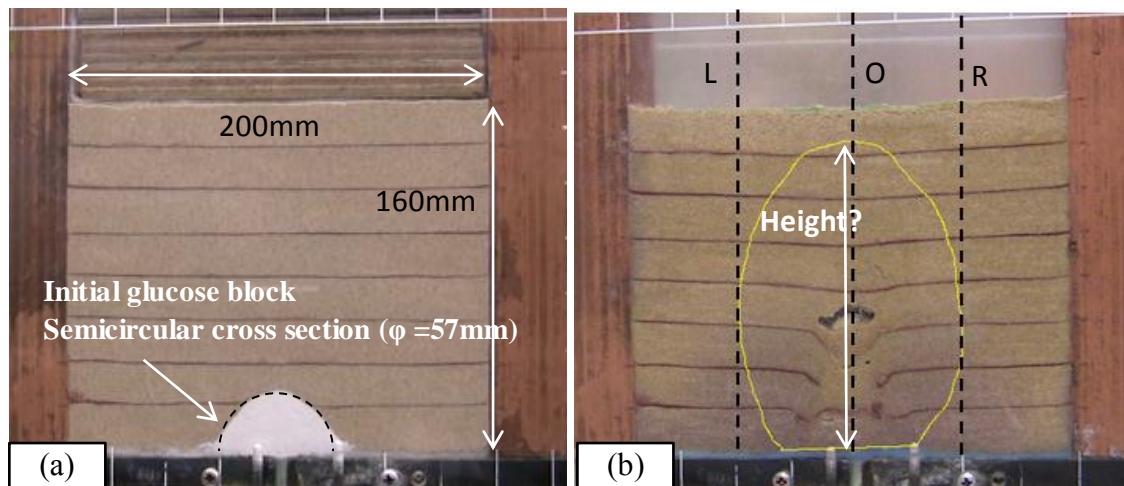 200mm
160mm
Initial glucose block
Semicircular cross section (φ =57mm)
(a)
L
O
R
Height?
(b)